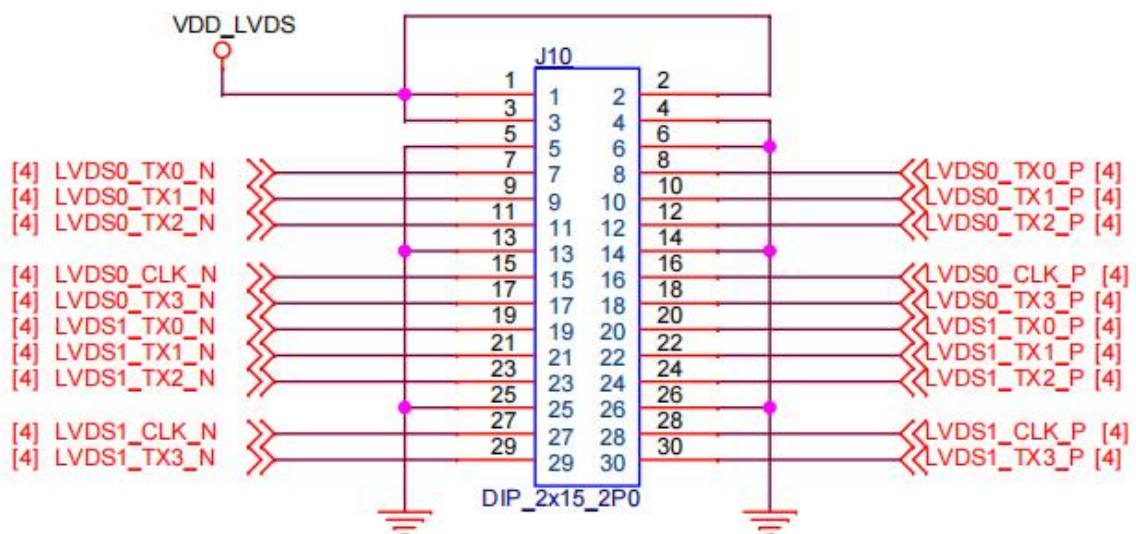 VDD_LVDS
J10
1 1 2 2
3 3 4 4
5 5 6 6
[4] LVDS0_TX0_N 7 7 8 8 LVDS0_TX0_P [4]
[4] LVDS0_TX1_N 9 9 10 10 LVDS0_TX1_P [4]
[4] LVDS0_TX2_N 11 11 12 12 LVDS0_TX2_P [4]
13 13 14 14
[4] LVDS0_CLK_N 15 15 16 16 LVDS0_CLK_P [4]
[4] LVDS0_TX3_N 17 17 18 18 LVDS0_TX3_P [4]
[4] LVDS1_TX0_N 19 19 20 20 LVDS1_TX0_P [4]
[4] LVDS1_TX1_N 21 21 22 22 LVDS1_TX1_P [4]
[4] LVDS1_TX2_N 23 23 24 24 LVDS1_TX2_P [4]
25 25 26 26
[4] LVDS1_CLK_N 27 27 28 28 LVDS1_CLK_P [4]
[4] LVDS1_TX3_N 29 29 30 30 LVDS1_TX3_P [4]
DIP_2x15_2P0